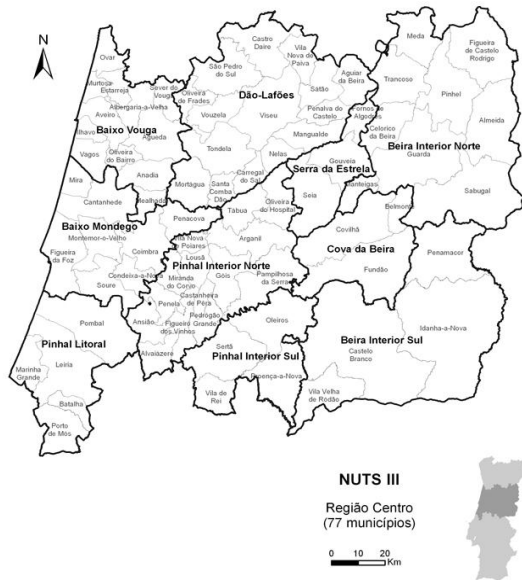 N
Ovar
Murtosa
Estarreja
Sever do
Vouga
Albergaria-a-Velha
Aveiro
Baixo Vouga
Ílhavo
Águeda
Oliveira
do Bairro
Vagos
Anadia
Mealhada
Castro
Daire
Vila
Nova
de Paiva
São Pedro
do Sul
Oliveira
de Frades
Dão-Lafões
Satão
Aguiar
da Beira
Vouzela
Viseu
Penalva do
Castelo
Mangualde
Tondela
Nelas
Carregal
do Sal
Mortágua
Santa
Comba
Dão
Meda
Figueira
de Castelo
Rodrigo
Trancoso
Pinhel
Fornos de
Algodres
Almeida
Celorico
da Beira
Beira Interior Norte
Guarda
Sabugal
Serra da Estrela
Gouveia
Seia
Manteigas
Mira
Cantanhede
Baixo Mondego
Montemor-o-Velho
Coimbra
Figueira
da Foz
Condeixa-a-Nova
Soure
Penacova
Tábua
Oliveira
do Hospital
Vila Nova
de Poiares
Arganil
Lousã
Pinhal Interior Norte
Miranda
do Corvo
Góis
Pampilhosa
da Serra
Castanheira
de Pêra
Penela
Pedrogão
Grande
Ansião
Figueiró
dos Vinhos
Alvaiázere
Belmonte
Covilhã
Cova da Beira
Fundão
Penamacor
Idanha-a-Nova
Beira Interior Sul
Castelo
Branco
Vila Velha
de Ródão
Oleiros
Sertã
Pinhal Interior Sul
Proença-a-Nova
Vila de
Rei
Pombal
Pinhal Litoral
Leiria
Marinha
Grande
Batalha
Porto
de Mós
NUTS III
Região Centro
(77 municípios)
0 10 20
Km